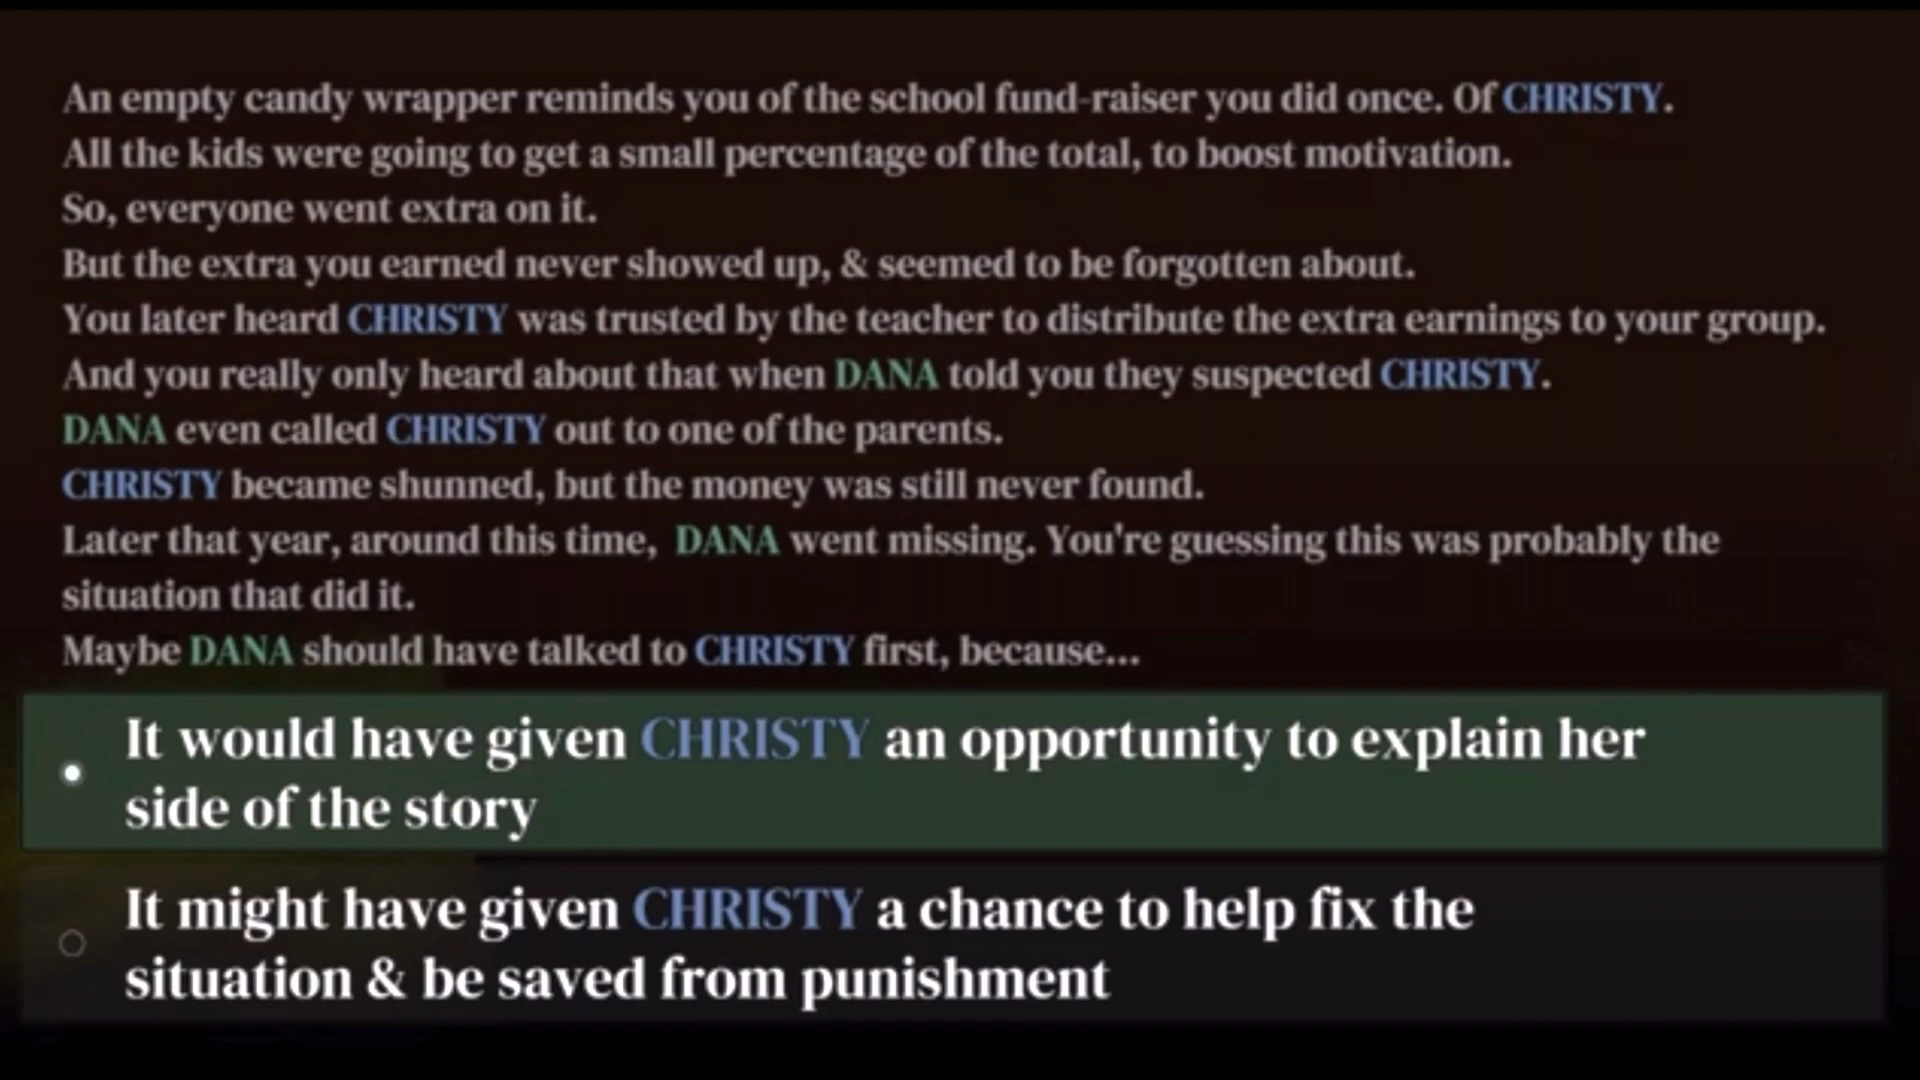 An empty candy wrapper reminds you of the school fund-raiser you did once. Of CHRISTY.
All the kids were going to get a small percentage of the total, to boost motivation.
So, everyone went extra on it.
But the extra you earned never showed up, & seemed to be forgotten about.
You later heard CHRISTY was trusted by the teacher to distribute the extra earnings to your group.
And you really only heard about that when DANA told you they suspected CHRISTY.
DANA even called CHRISTY out to one of the parents.
CHRISTY became shunned, but the money was still never found.
Later that year, around this time, DANA went missing. You're guessing this was probably the
situation that did it.
Maybe DANA should have talked to CHRISTY first, because...
It would have given CHRISTY an opportunity to explain her
side of the story
It might have given CHRISTY a chance to help fix the
situation & be saved from punishment